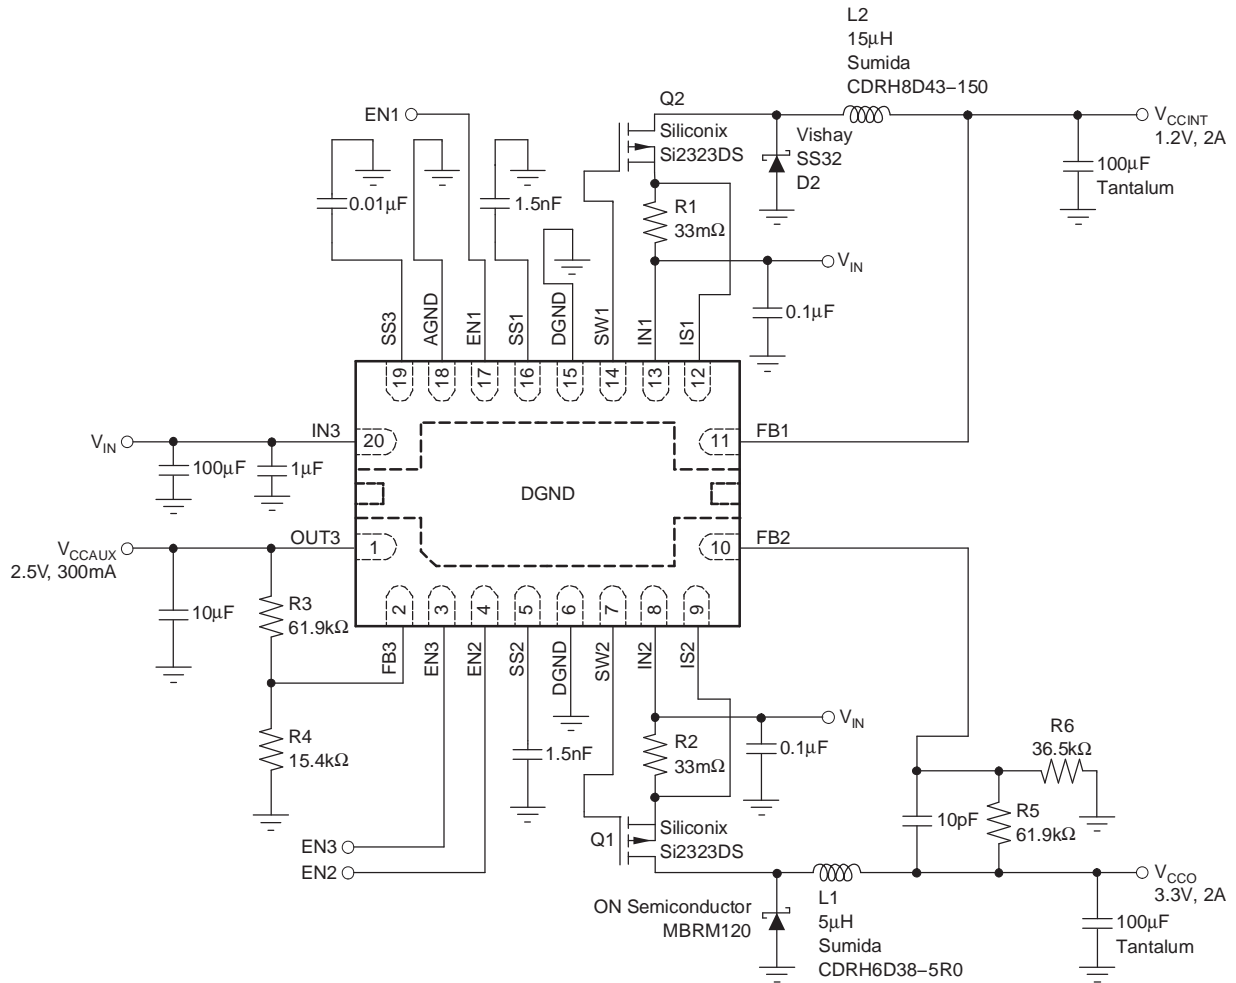 L2
15μH
Sumida
CDRH8D43–150
Q2
EN1
Siliconix
Si2323DS
Vishay
SS32
D2
VCCINT
1.2V, 2A
100μF
Tantalum
0.01μF
1.5nF
R1
33mΩ
VIN
0.1μF
SS3
AGND
EN1
SS1
DGND
SW1
IN1
IS1
19
18
17
16
15
14
13
12
VIN
IN3
20
11
FB1
100μF
1μF
DGND
VCCAUX
2.5V, 300mA
OUT3
1
10
FB2
10μF
R3
61.9kΩ
2
3
4
5
6
7
8
9
FB3
EN3
EN2
SS2
DGND
SW2
IN2
IS2
R4
15.4kΩ
1.5nF
R2
33mΩ
VIN
0.1μF
R6
36.5kΩ
10pF
R5
61.9kΩ
EN3
EN2
Q1
Siliconix
Si2323DS
ON Semiconductor
MBRM120
L1
5μH
Sumida
CDRH6D38–5R0
VCCO
3.3V, 2A
100μF
Tantalum